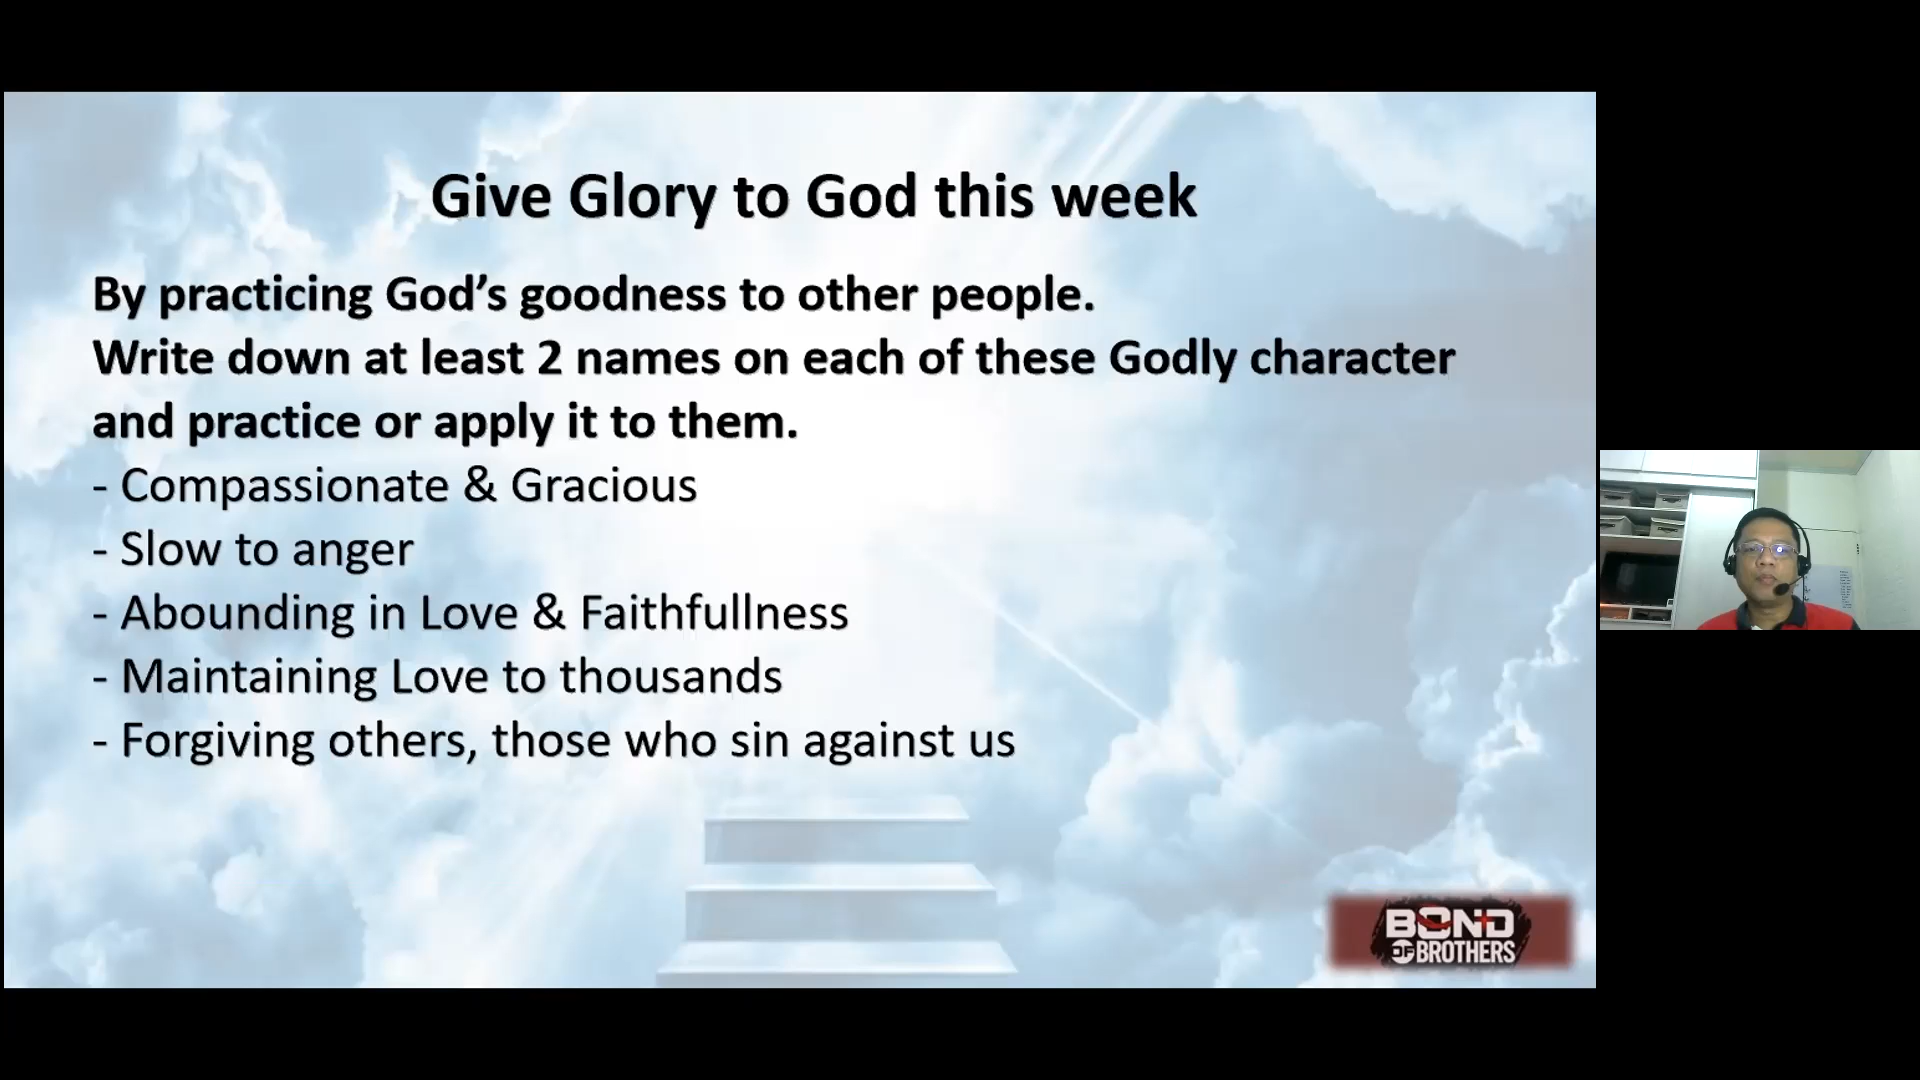 Give Glory to God this week
By practicing God's goodness to other people.
Write down at least 2 names on each of these Godly character
and practice or apply it to them.
- Compassionate & Gracious
- Slow to anger
- Abounding in Love & Faithfullness
- Maintaining Love to thousands
- Forgiving others, those who sin against us
BOND
OF BROTHERS